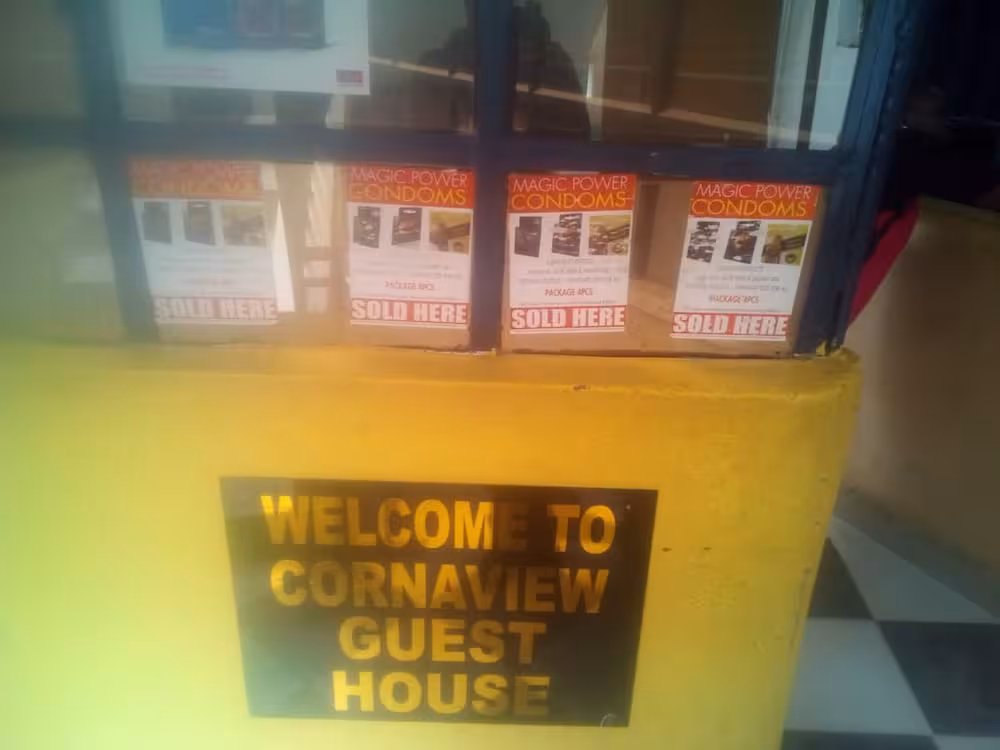 MAGIC POWER
CONDOMS
SOLD HERE
MAGIC POWER
CONDOMS
PACKAGE 4PCS
SOLD HERE
MAGIC POWER
CONDOMS
PACKAGE 4PCS
SOLD HERE
MAGIC POWER
CONDOMS
PACKAGE 4PCS
SOLD HERE
WELCOME TO
CORNAVIEW
GUEST
HOUSE